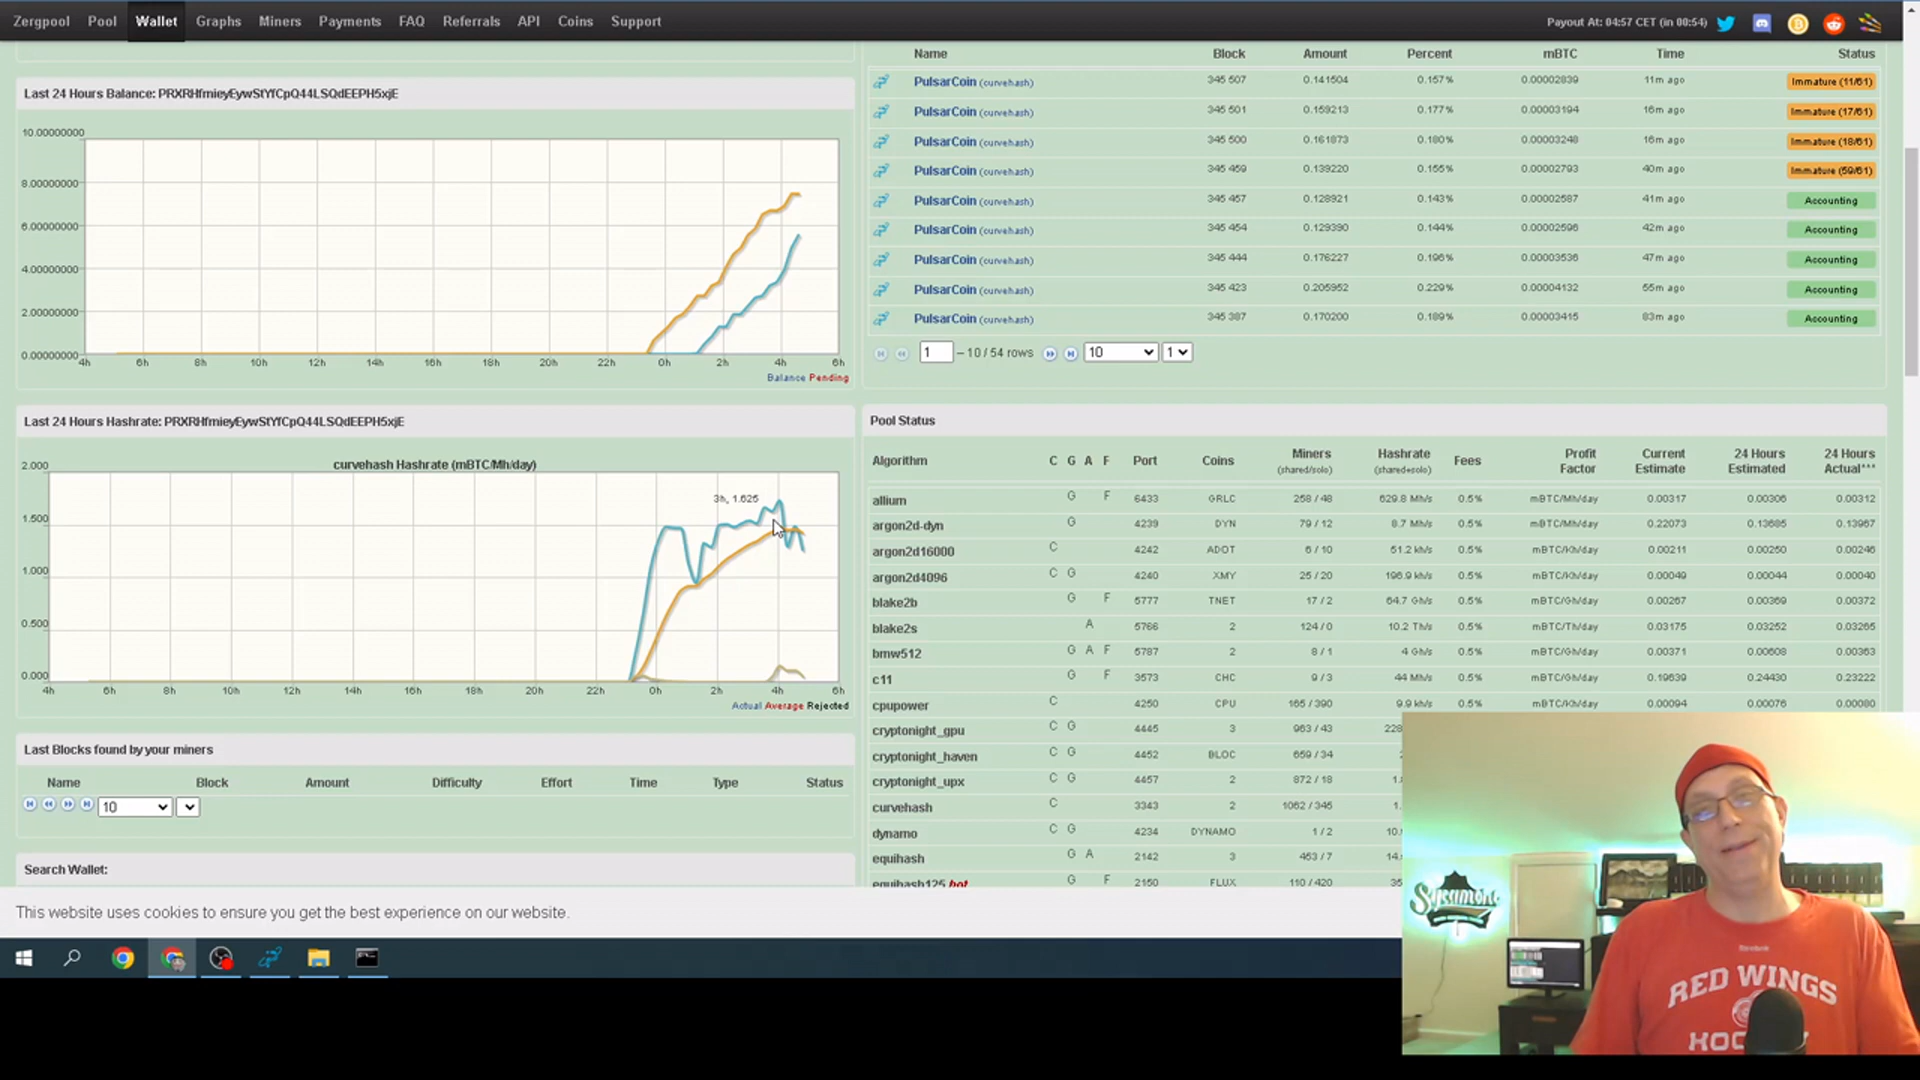 Zergpool Pool Wallet Graphs Miners Payments FAQ Referrals API Coins Support Payout At: 04:57 CET (in 00:54)
Name Block Amount Percent mBTC Time Status
PulsarCoin (curvehash) 345 507 0.141504 0.157% 0.00002839 11m ago Immature (11/61)
PulsarCoin (curvehash) 345 501 0.159213 0.177% 0.00003194 16m ago Immature (17/61)
PulsarCoin (curvehash) 345 500 0.161873 0.180% 0.00003248 16m ago Immature (18/61)
PulsarCoin (curvehash) 345 459 0.139220 0.155% 0.00002793 40m ago Immature (59/61)
PulsarCoin (curvehash) 345 457 0.128921 0.143% 0.00002587 41m ago Accounting
PulsarCoin (curvehash) 345 454 0.129390 0.144% 0.00002596 42m ago Accounting
PulsarCoin (curvehash) 345 444 0.176227 0.196% 0.00003536 47m ago Accounting
PulsarCoin (curvehash) 345 423 0.205952 0.229% 0.00004132 55m ago Accounting
PulsarCoin (curvehash) 345 387 0.170200 0.189% 0.00003415 83m ago Accounting
1 – 10 / 54 rows 10 1
Last 24 Hours Balance: PRXRHfmieyEywStYfCpQ44LSQdEEPH5xjE
10.00000000
8.00000000
6.00000000
4.00000000
2.00000000
0.00000000
4h 6h 8h 10h 12h 14h 16h 18h 20h 22h 0h 2h 4h 6h
Balance Pending
Last 24 Hours Hashrate: PRXRHfmieyEywStYfCpQ44LSQdEEPH5xjE
curvehash Hashrate (mBTC/Mh/day)
2.000
3h, 1.625
1.500
1.000
0.500
0.000
4h 6h 8h 10h 12h 14h 16h 18h 20h 22h 0h 2h 4h 6h
Actual Average Rejected
Last Blocks found by your miners
Name Block Amount Difficulty Effort Time Type Status
10
Search Wallet:
Pool Status
Algorithm C G A F Port Coins Miners (shared/solo) Hashrate (shared+solo) Fees Profit Factor Current Estimate 24 Hours Estimated 24 Hours Actual***
allium G F 6433 GRLC 258 / 48 629.8 Mh/s 0.5% mBTC/Mh/day 0.00317 0.00306 0.00312
argon2d-dyn G 4239 DYN 79 / 12 8.7 Mh/s 0.5% mBTC/Mh/day 0.22073 0.13685 0.13967
argon2d16000 C 4242 ADOT 6 / 10 51.2 kh/s 0.5% mBTC/Kh/day 0.00211 0.00250 0.00246
argon2d4096 C G 4240 XMY 25 / 20 196.9 kh/s 0.5% mBTC/Kh/day 0.00049 0.00044 0.00040
blake2b G F 5777 TNET 17 / 2 64.7 Gh/s 0.5% mBTC/Gh/day 0.00267 0.00369 0.00372
blake2s A 5766 2 124 / 0 10.2 Th/s 0.5% mBTC/Th/day 0.03175 0.03252 0.03265
bmw512 G A F 5787 2 8 / 1 4 Gh/s 0.5% mBTC/Gh/day 0.00371 0.00608 0.00363
c11 G F 3573 CHC 9 / 3 44 Mh/s 0.5% mBTC/Gh/day 0.19639 0.24430 0.23222
cpupower C 4250 CPU 165 / 390 9.9 kh/s 0.5% mBTC/Kh/day 0.00094 0.00076 0.00080
cryptonight_gpu C G 4445 3 963 / 43 228
cryptonight_haven C G 4452 BLOC 659 / 34
cryptonight_upx C G 4457 2 872 / 18 1.
curvehash C 3343 2 1062 / 345 1.
dynamo C G 4234 DYNAMO 1 / 2 10.
equihash G A 2142 3 453 / 7 14.
equihash125 hot G F 2150 FLUX 110 / 420 35
This website uses cookies to ensure you get the best experience on our website.
Reebok
RED WINGS
HOCKEY